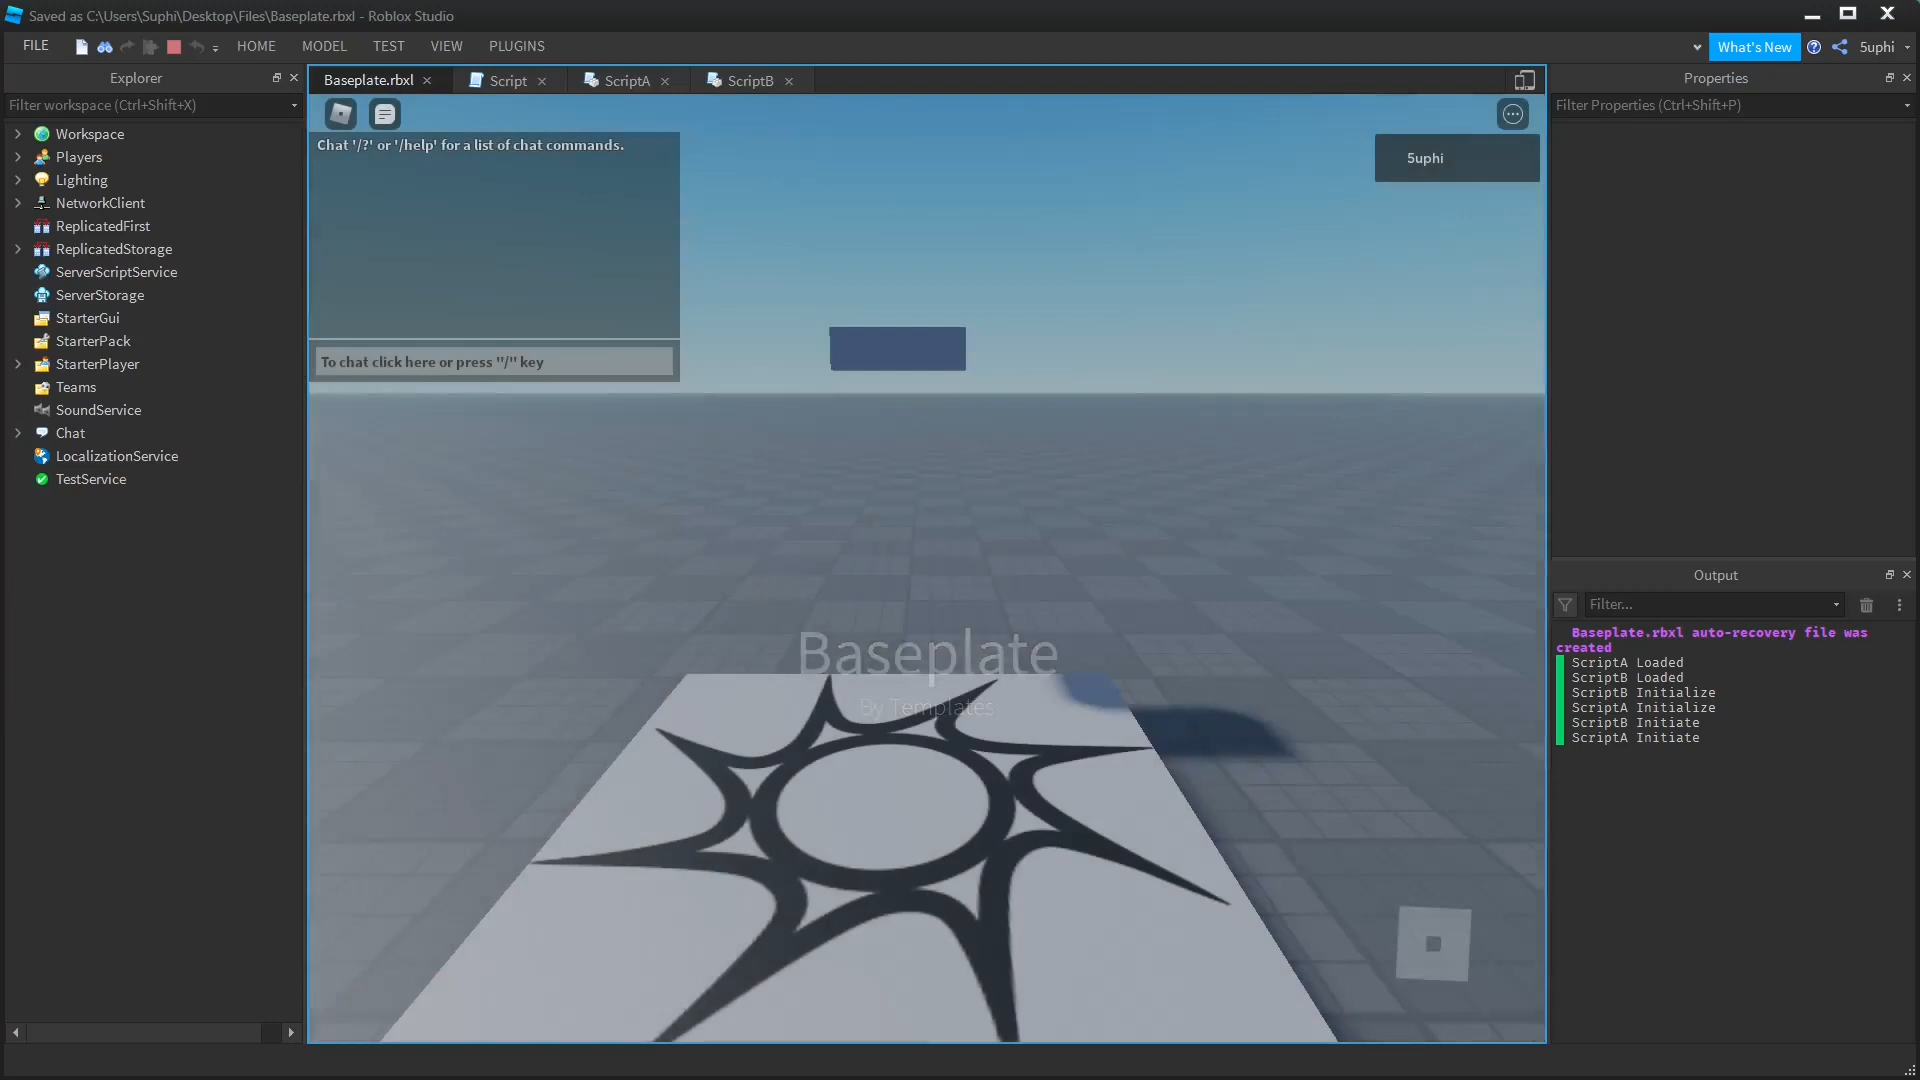 Saved as C:\Users\Suphi\Desktop\Files\Baseplate.rbxl - Roblox Studio
FILE HOME MODEL TEST VIEW PLUGINS What's New 5uphi
Explorer
Filter workspace (Ctrl+Shift+X)
Workspace
Players
Lighting
NetworkClient
ReplicatedFirst
ReplicatedStorage
ServerScriptService
ServerStorage
StarterGui
StarterPack
StarterPlayer
Teams
SoundService
Chat
LocalizationService
TestService
Baseplate.rbxl Script ScriptA ScriptB
Chat '/?' or '/help' for a list of chat commands.
To chat click here or press "/" key
5uphi
Baseplate
By Templates
Properties
Filter Properties (Ctrl+Shift+P)
Output
Filter...
Baseplate.rbxl auto-recovery file was
created
ScriptA Loaded
ScriptB Loaded
ScriptB Initialize
ScriptA Initialize
ScriptB Initiate
ScriptA Initiate